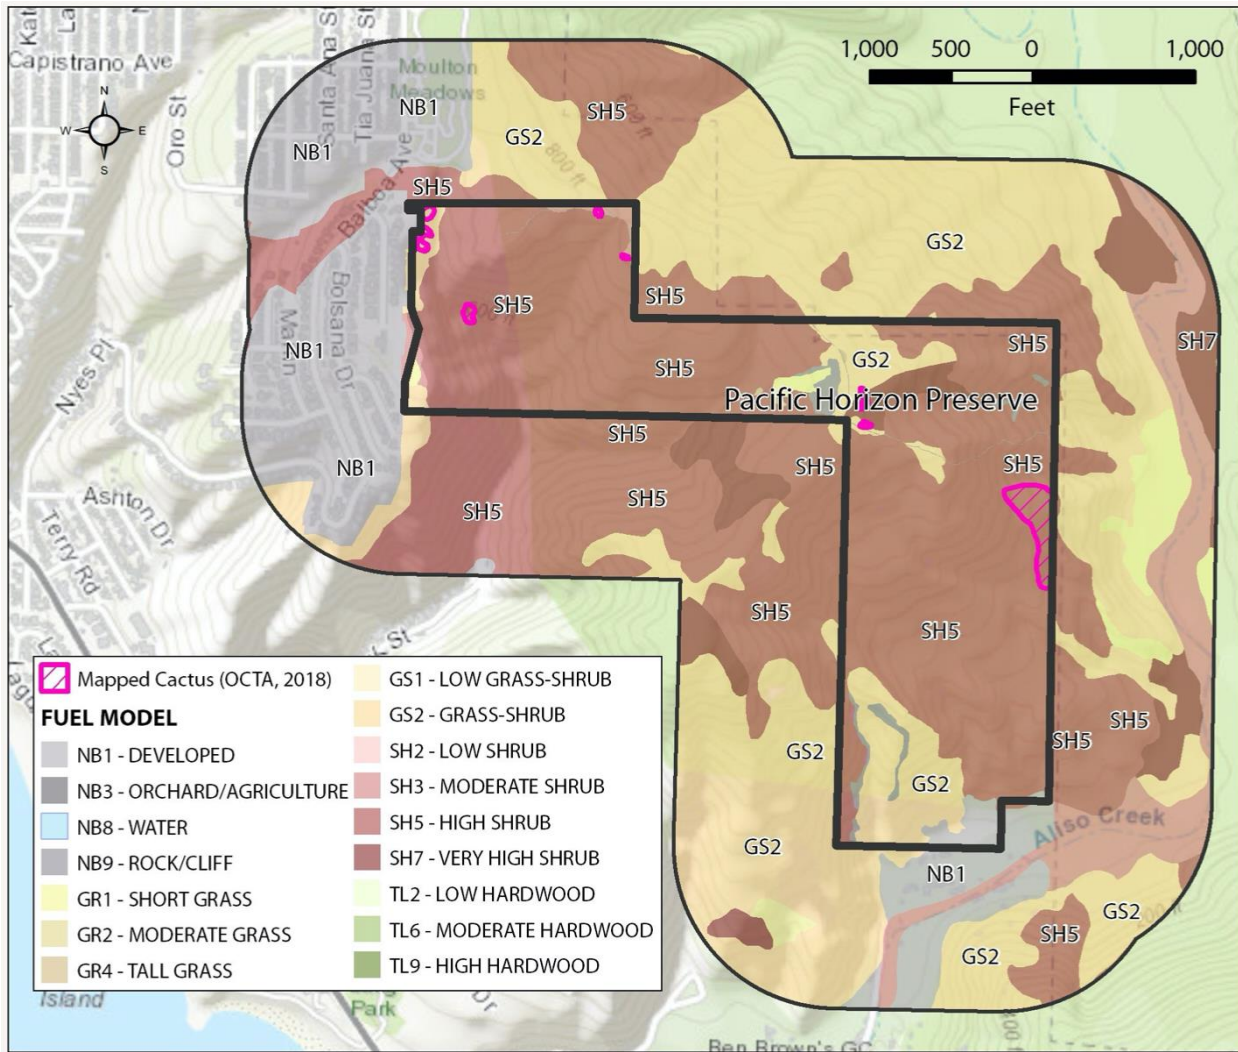 Capistrano Ave
Oro St
Santa Ana St
Tia Juana St
Moulton
Meadows
N
W
E
S
1,000
500
0
1,000
Feet
NB1
NB1
SH5
GS2
600 ft
800 ft
SH5
Balboa Ave
GS2
SH5
SH5
SH7
Bolsana Dr
NB1
SH5
GS2
SH5
Pacific Horizon Preserve
Nyes Pl
SH5
SH5
SH5
NB1
SH5
SH5
Ashton Dr
Terry Rd
SH5
SH5
SH5
SH5
GS2
GS2
Aliso Creek
GS2
NB1
GS2
SH5
GS2
Mapped Cactus (OCTA, 2018)
FUEL MODEL
NB1 - DEVELOPED
NB3 - ORCHARD/AGRICULTURE
NB8 - WATER
NB9 - ROCK/CLIFF
GR1 - SHORT GRASS
GR2 - MODERATE GRASS
GR4 - TALL GRASS
GS1 - LOW GRASS-SHRUB
GS2 - GRASS-SHRUB
SH2 - LOW SHRUB
SH3 - MODERATE SHRUB
SH5 - HIGH SHRUB
SH7 - VERY HIGH SHRUB
TL2 - LOW HARDWOOD
TL6 - MODERATE HARDWOOD
TL9 - HIGH HARDWOOD
Island
Park
Dr
Ben Brown's GC